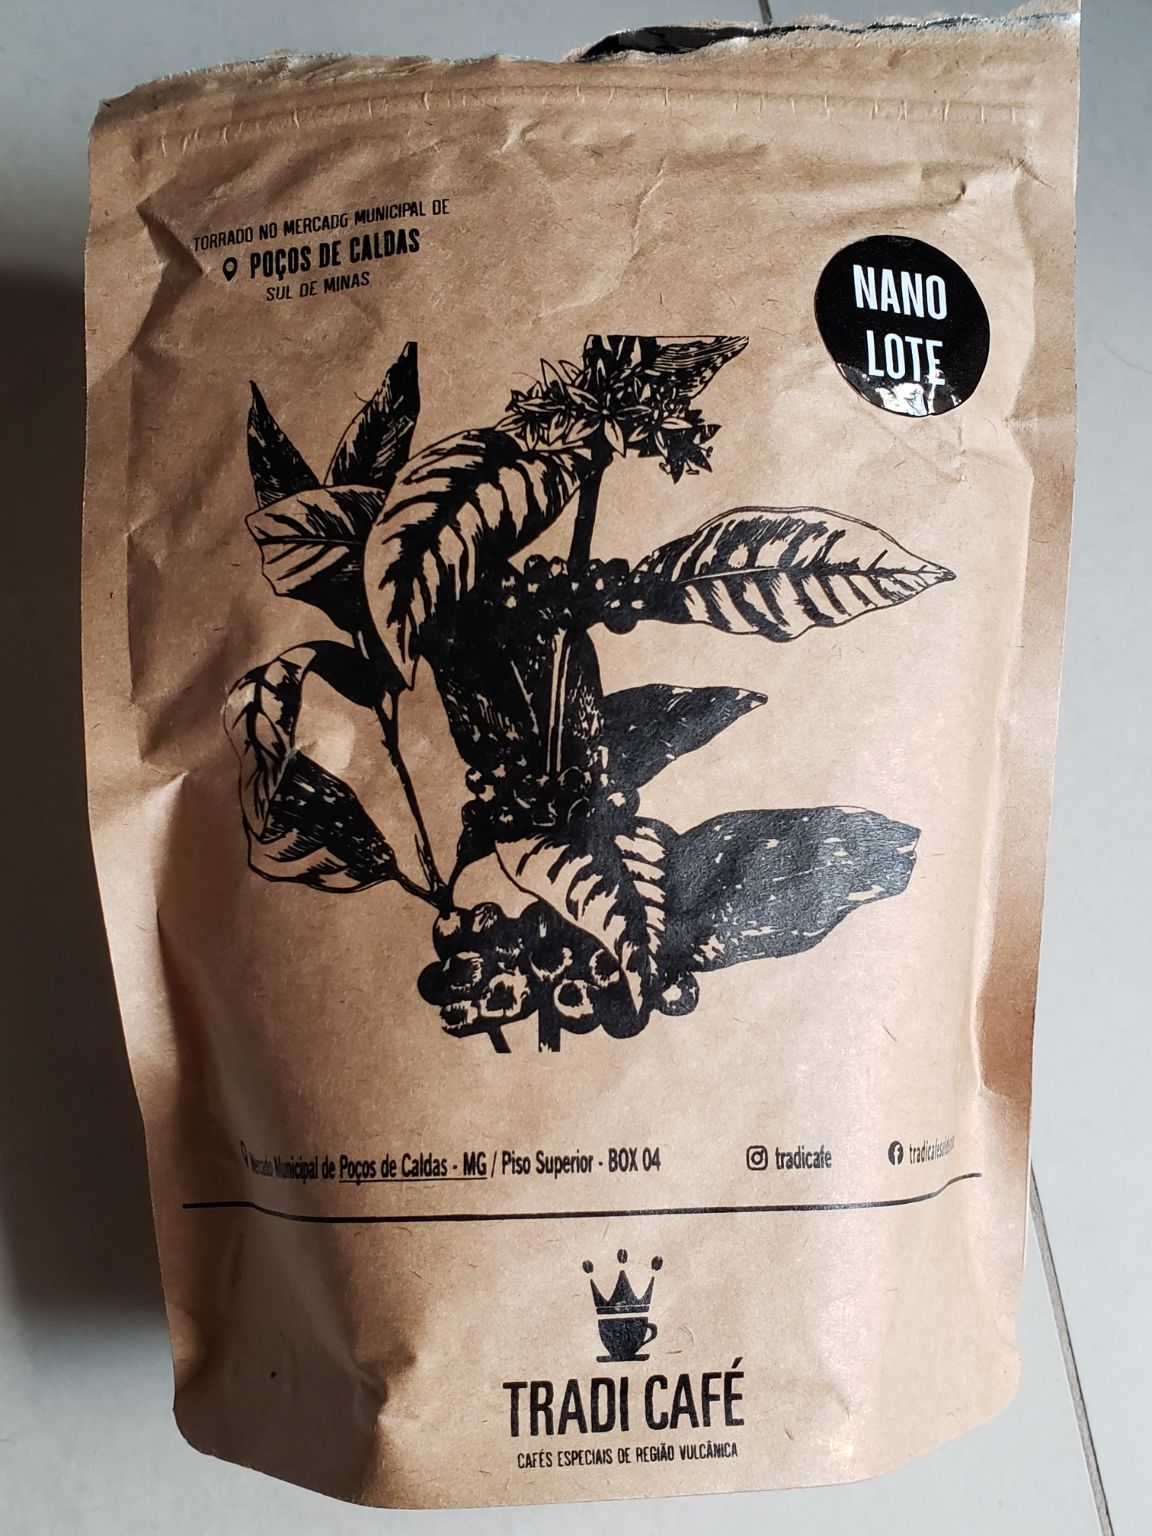 TORRADO NO MERCADO MUNICIPAL DE
POÇOS DE CALDAS
SUL DE MINAS
NANO
LOTE
Mercado Municipal de Poços de Caldas - MG / Piso Superior - BOX 04
tradicafe
TRADI CAFÉ
CAFÉS ESPECIAIS DE REGIÃO VULCÂNICA